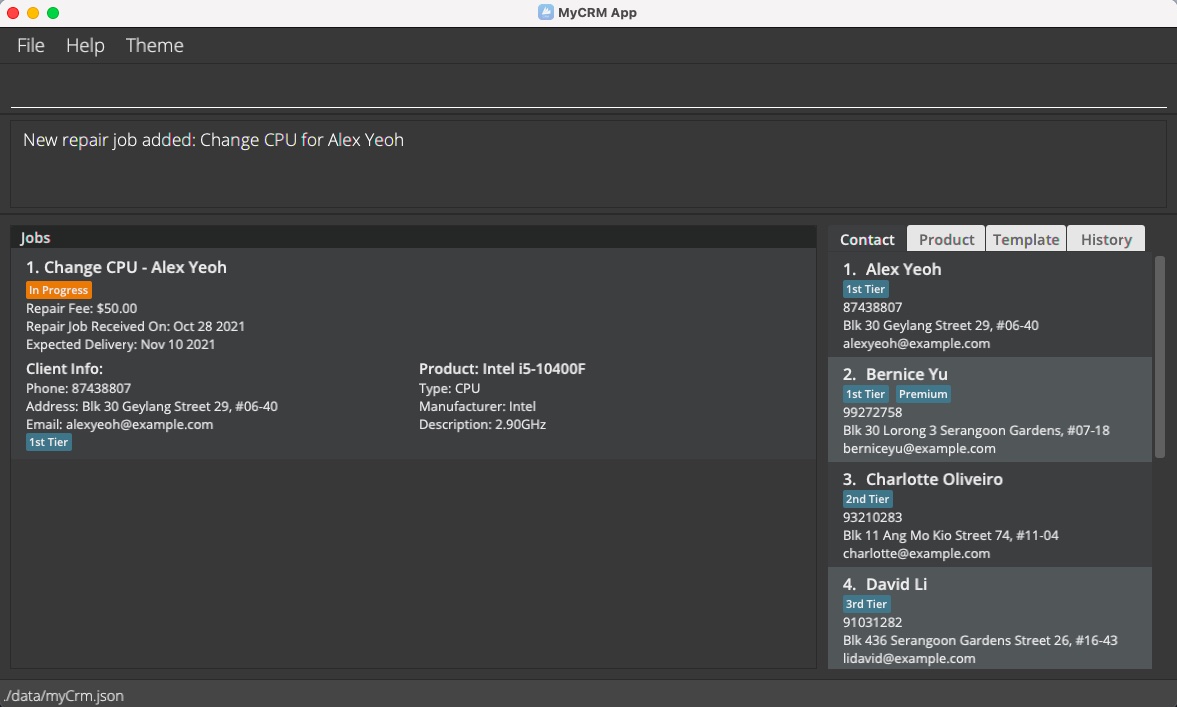 MyCRM App
File Help Theme
New repair job added: Change CPU for Alex Yeoh
Jobs
1. Change CPU - Alex Yeoh
In Progress
Repair Fee: $50.00
Repair Job Received On: Oct 28 2021
Expected Delivery: Nov 10 2021
Client Info:
Phone: 87438807
Address: Blk 30 Geylang Street 29, #06-40
Email: alexyeoh@example.com
1st Tier
Product: Intel i5-10400F
Type: CPU
Manufacturer: Intel
Description: 2.90GHz
Contact Product Template History
1. Alex Yeoh
1st Tier
87438807
Blk 30 Geylang Street 29, #06-40
alexyeoh@example.com
2. Bernice Yu
1st Tier Premium
99272758
Blk 30 Lorong 3 Serangoon Gardens, #07-18
berniceyu@example.com
3. Charlotte Oliveiro
2nd Tier
93210283
Blk 11 Ang Mo Kio Street 74, #11-04
charlotte@example.com
4. David Li
3rd Tier
91031282
Blk 436 Serangoon Gardens Street 26, #16-43
lidavid@example.com
./data/myCrm.json